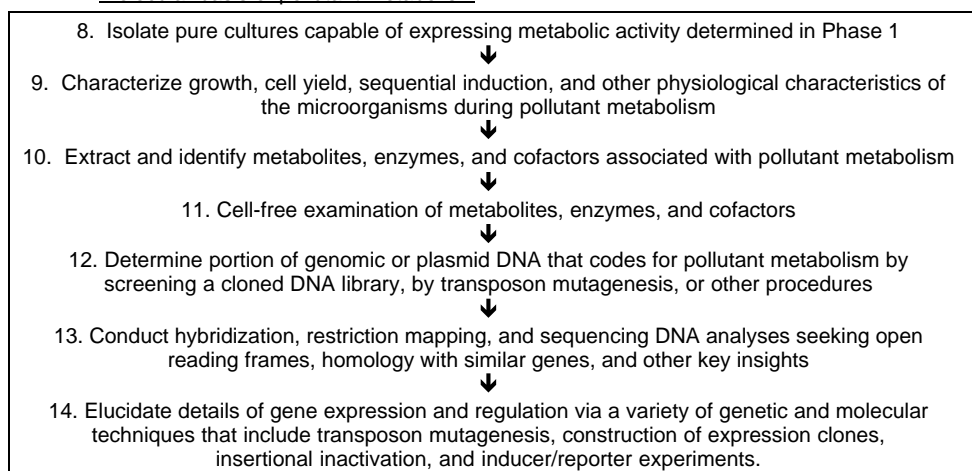 8. Isolate pure cultures capable of expressing metabolic activity determined in Phase 1
9. Characterize growth, cell yield, sequential induction, and other physiological characteristics of
the microorganisms during pollutant metabolism
10. Extract and identify metabolites, enzymes, and cofactors associated with pollutant metabolism
11. Cell-free examination of metabolites, enzymes, and cofactors
12. Determine portion of genomic or plasmid DNA that codes for pollutant metabolism by
screening a cloned DNA library, by transposon mutagenesis, or other procedures
13. Conduct hybridization, restriction mapping, and sequencing DNA analyses seeking open
reading frames, homology with similar genes, and other key insights
14. Elucidate details of gene expression and regulation via a variety of genetic and molecular
techniques that include transposon mutagenesis, construction of expression clones,
insertional inactivation, and inducer/reporter experiments.